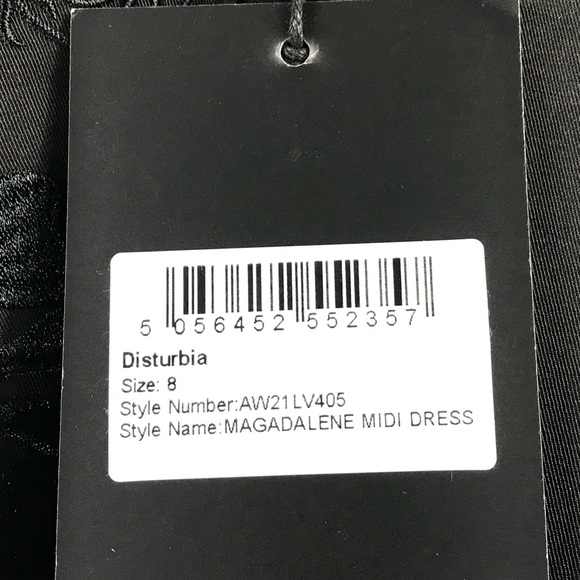 5 056452 552357
Disturbia
Size: 8
Style Number:AW21LV405
Style Name:MAGADALENE MIDI DRESS